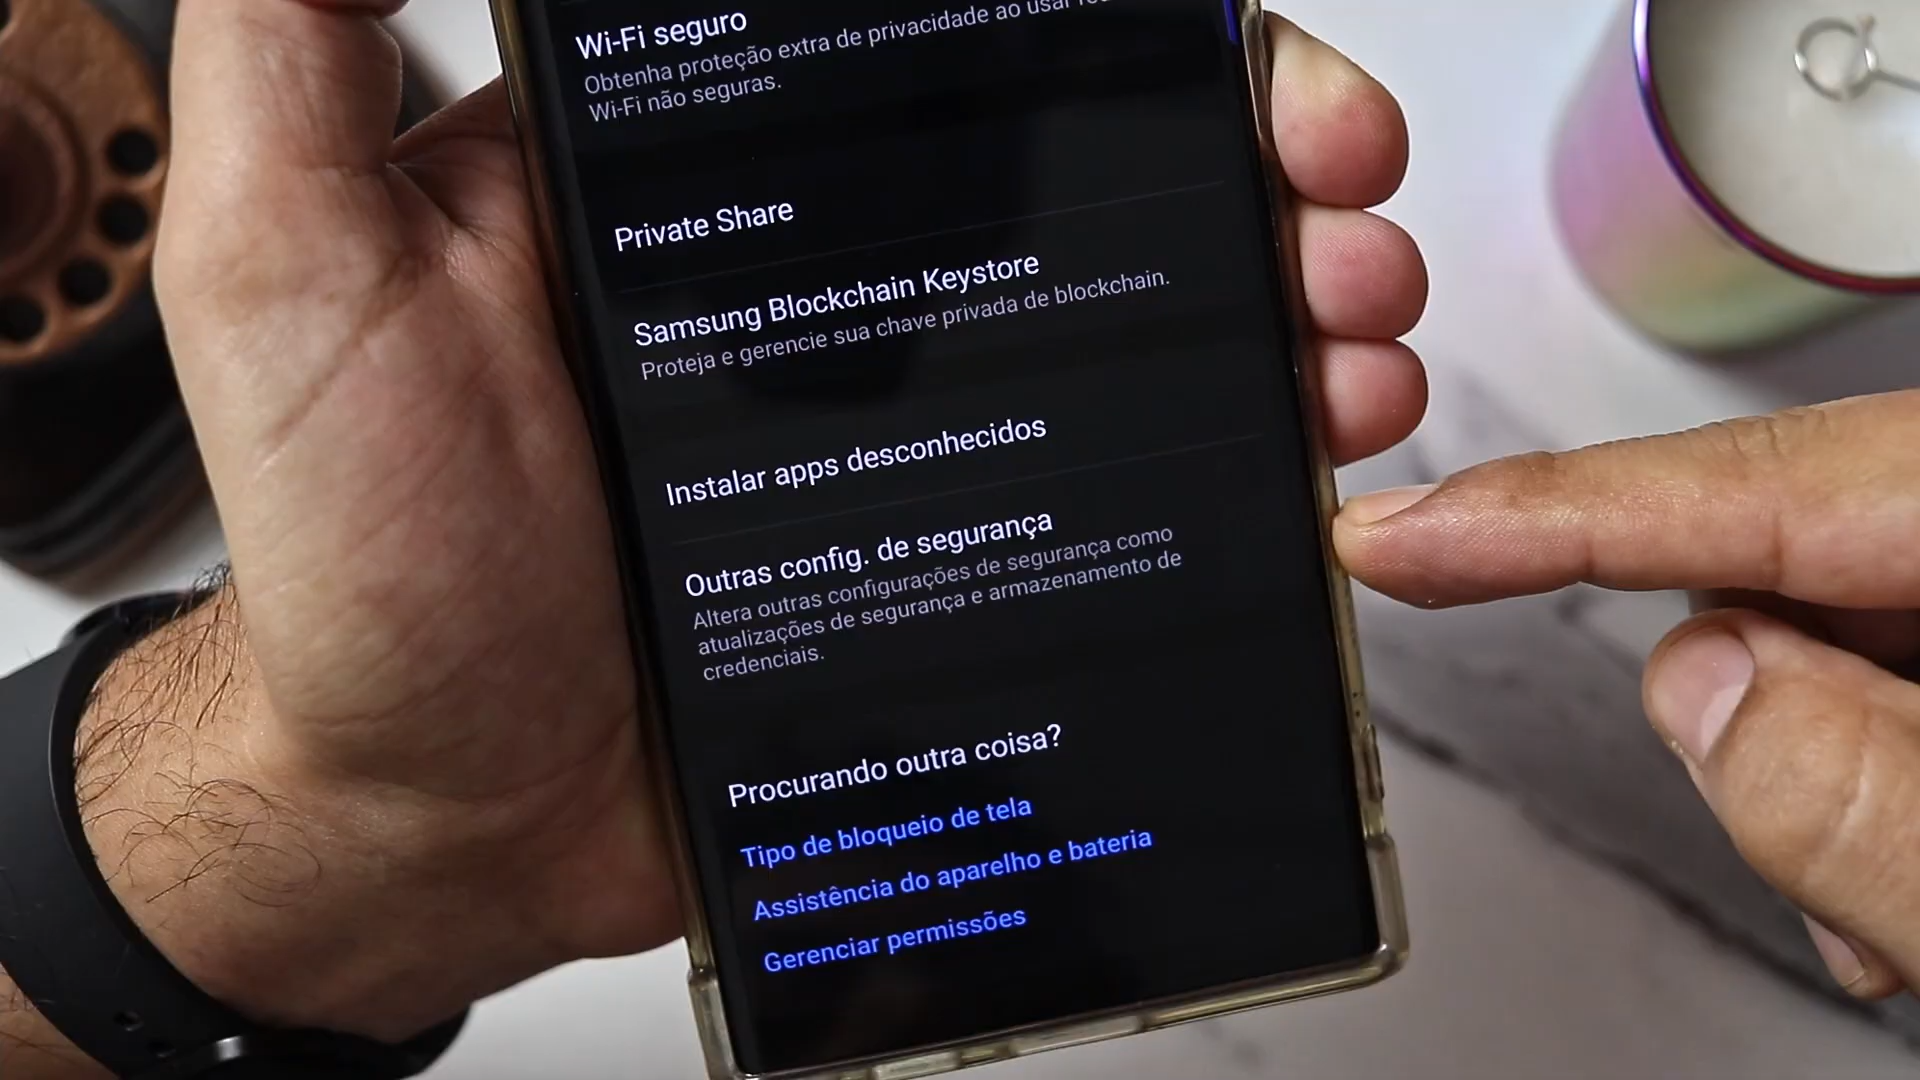 Wi-Fi seguro
Obtenha proteção extra de privacidade ao usar
Wi-Fi não seguras.
Private Share
Samsung Blockchain Keystore
Proteja e gerencie sua chave privada de blockchain.
Instalar apps desconhecidos
Outras config. de segurança
Altera outras configurações de segurança como
atualizações de segurança e armazenamento de
credenciais.
Procurando outra coisa?
Tipo de bloqueio de tela
Assistência do aparelho e bateria
Gerenciar permissões